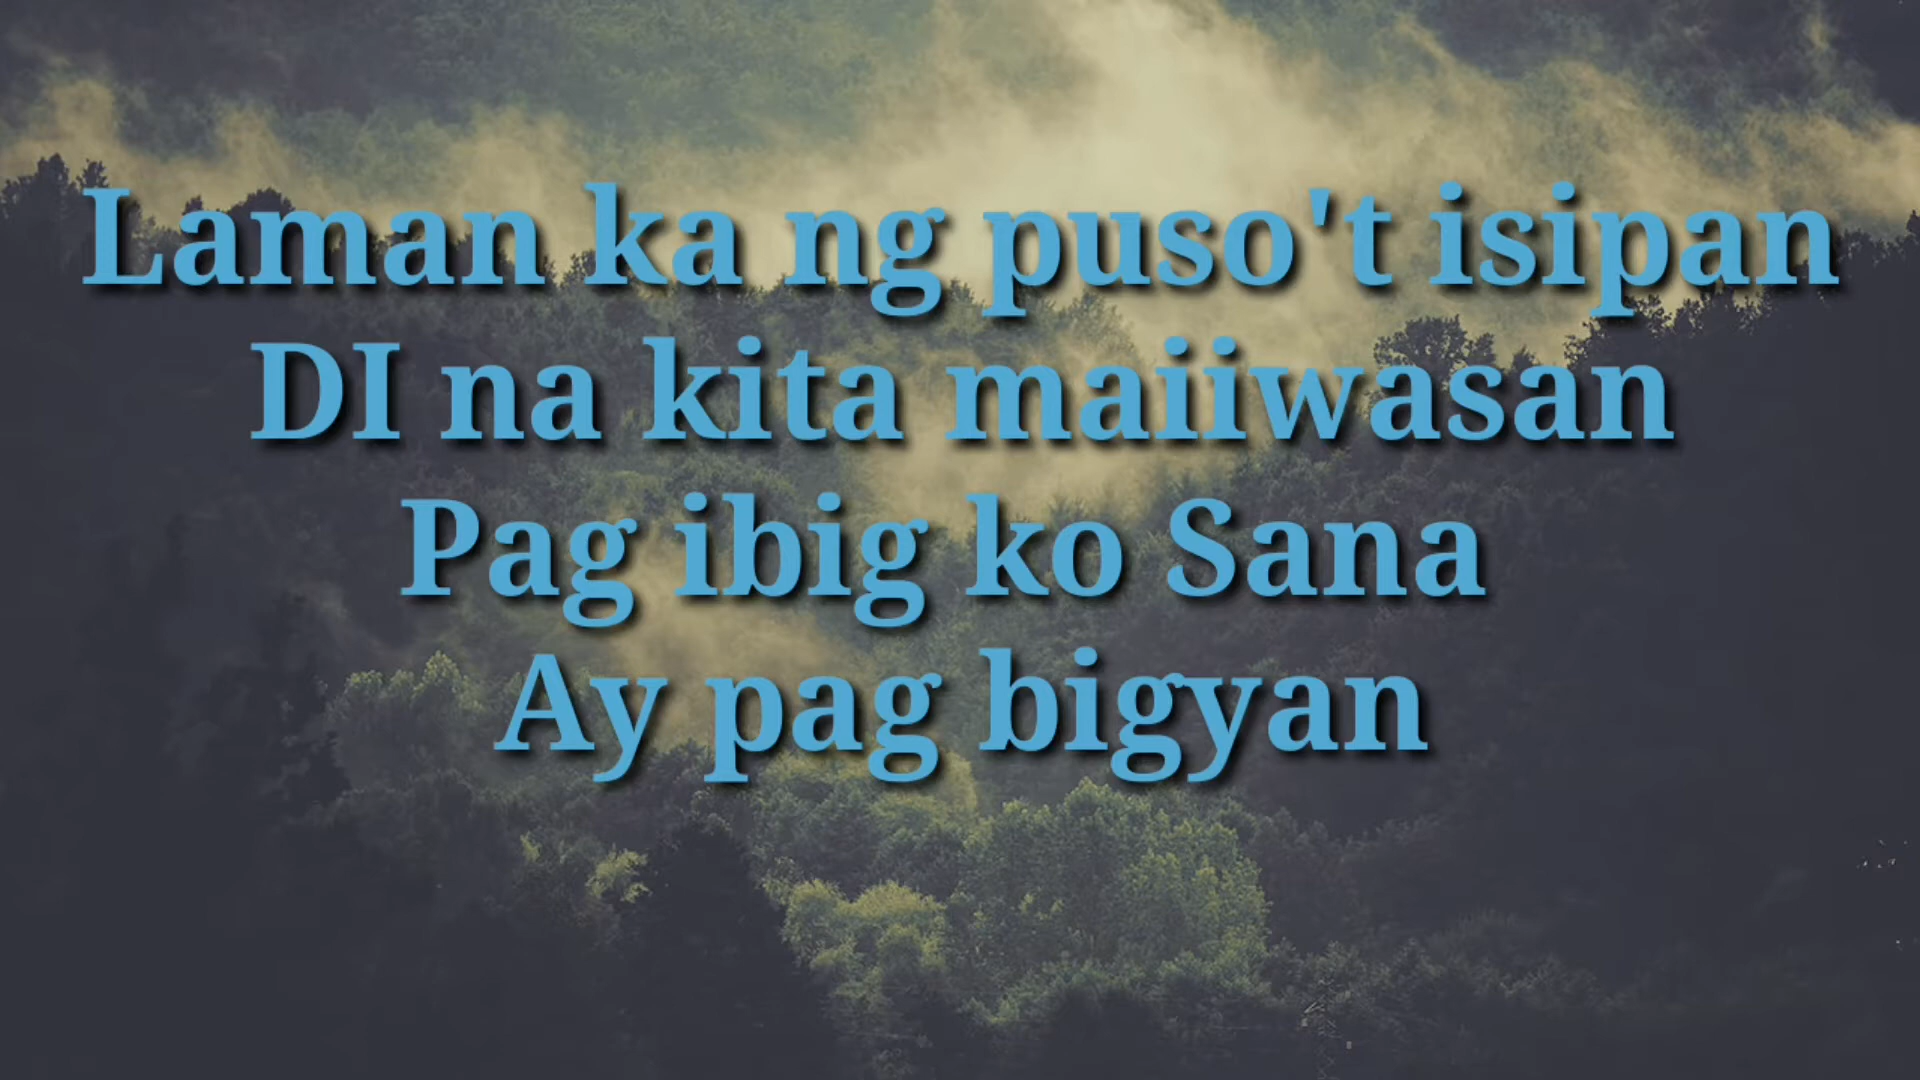 Laman ka ng puso't isipan
DI na kita maiiwasan
Pag ibig ko Sana
Ay pag bigyan